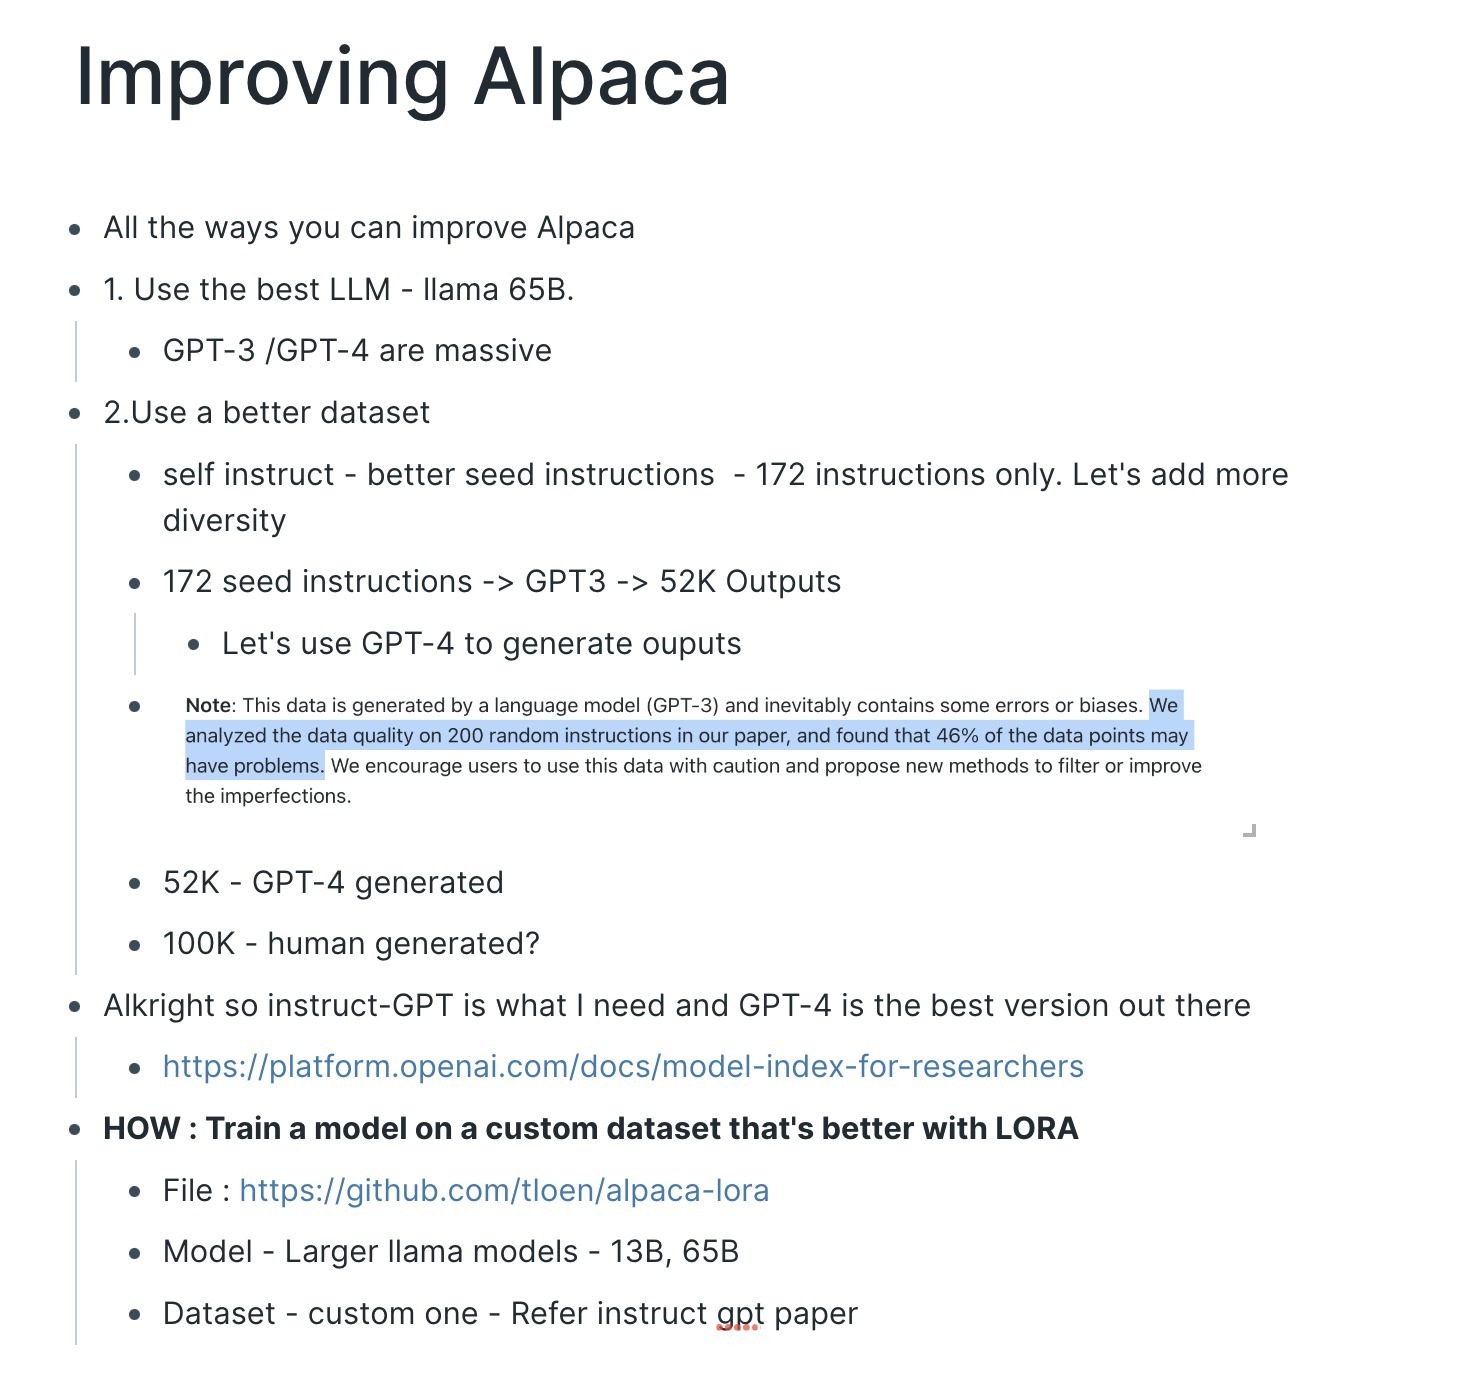 Improving Alpaca
All the ways you can improve Alpaca
1. Use the best LLM - llama 65B.
GPT-3 /GPT-4 are massive
2.Use a better dataset
self instruct - better seed instructions  - 172 instructions only. Let's add more
diversity
172 seed instructions -> GPT3 -> 52K Outputs
Let's use GPT-4 to generate ouputs
Note: This data is generated by a language model (GPT-3) and inevitably contains some errors or biases. We
analyzed the data quality on 200 random instructions in our paper, and found that 46% of the data points may
have problems. We encourage users to use this data with caution and propose new methods to filter or improve
the imperfections.
52K - GPT-4 generated
100K - human generated?
Alkright so instruct-GPT is what I need and GPT-4 is the best version out there
https://platform.openai.com/docs/model-index-for-researchers
HOW : Train a model on a custom dataset that's better with LORA
File : https://github.com/tloen/alpaca-lora
Model - Larger llama models - 13B, 65B
Dataset - custom one - Refer instruct gpt paper